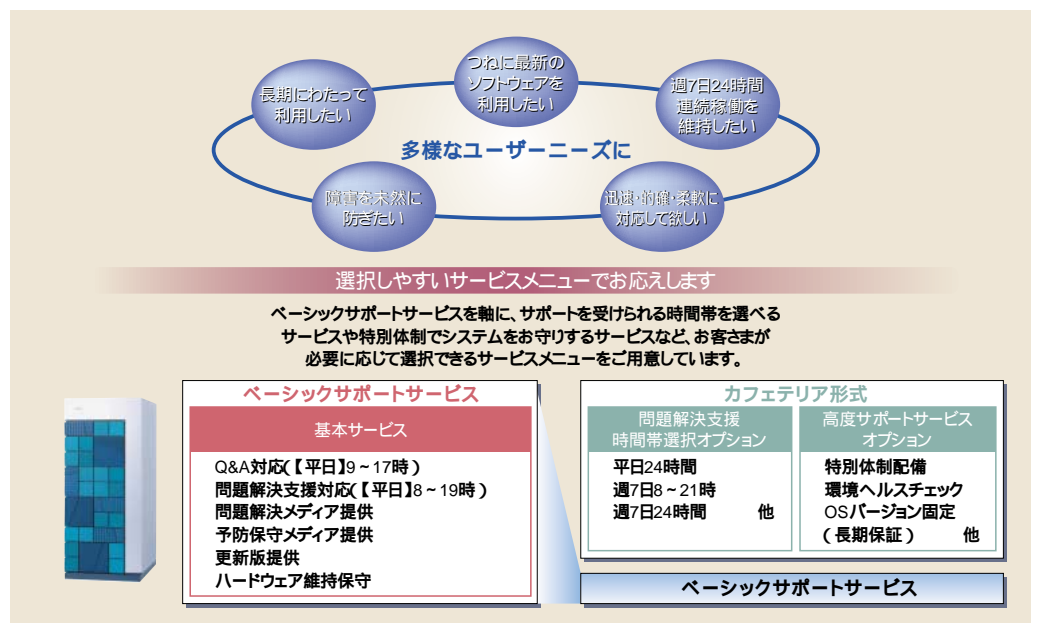 つねに最新の
ソフトウェアを
利用したい
長期にわたって
利用したい
週7日24時間
連続稼働を
維持したい
多様なユーザーニーズに
障害を未然に
防ぎたい
迅速・的確・柔軟に
対応して欲しい
選択しやすいサービスメニューでお応えします
ベーシックサポートサービスを軸に、サポートを受けられる時間帯を選べる
サービスや特別体制でシステムをお守りするサービスなど、お客さまが
必要に応じて選択できるサービスメニューをご用意しています。
ベーシックサポートサービス
基本サービス
Q&A対応(【平日】9～17時)
問題解決支援対応(【平日】8～19時)
問題解決メディア提供
予防保守メディア提供
更新版提供
ハードウェア維持保守
カフェテリア形式
問題解決支援
時間帯選択オプション
平日24時間
週7日8～21時
週7日24時間 他
高度サポートサービス
オプション
特別体制配備
環境ヘルスチェック
OSバージョン固定
(長期保証) 他
ベーシックサポートサービス